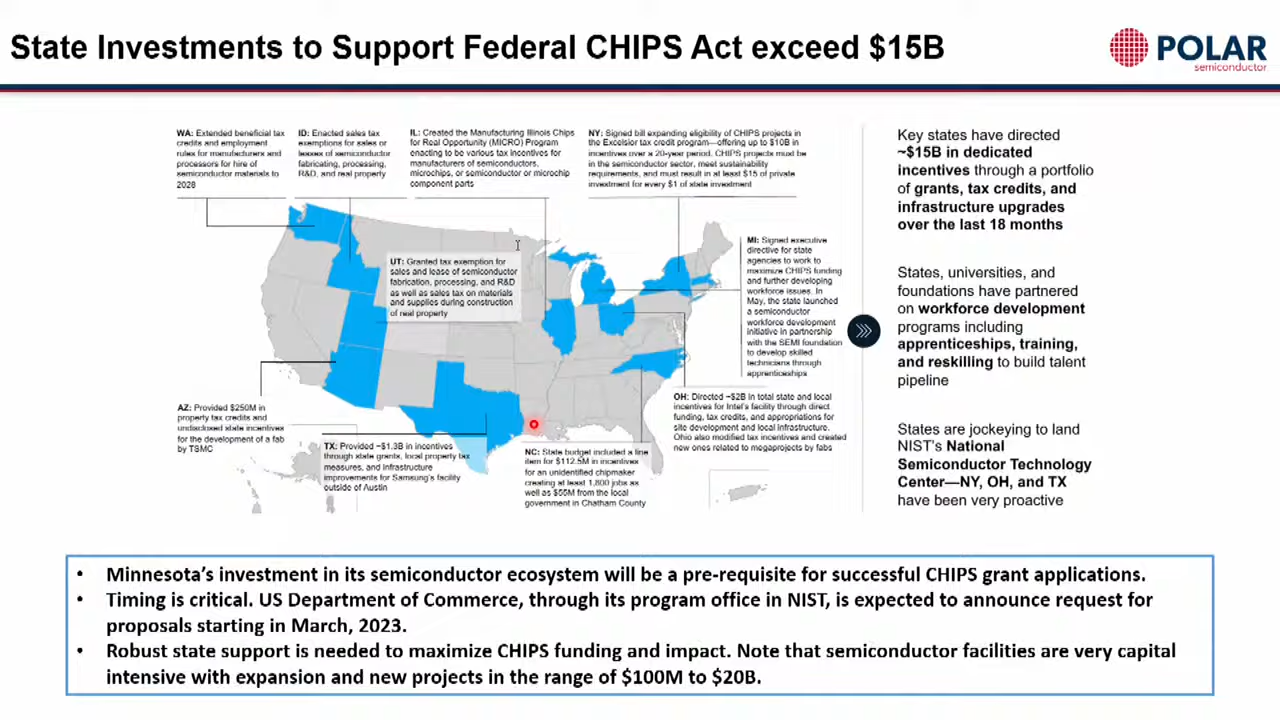 State Investments to Support Federal CHIPS Act exceed $15B
POLAR
semiconductor
WA: Extended beneficial tax
credits and employment
rules for manufacturers and
processors for hire of
semiconductor materials to
2028
ID: Enacted sales tax
exemptions for sales or
leases of semiconductor
fabricating, processing,
R&D, and real property
IL: Created the Manufacturing Illinois Chips
for Real Opportunity (MICRO) Program
enacting to be various tax incentives for
manufacturers of semiconductors,
microchips, or semiconductor or microchip
component parts
NY: Signed bill expanding eligibility of CHIPS projects in
the Excelsior tax credit program—offering up to $10B in
incentives over a 20-year period. CHIPS projects must be
in the semiconductor sector, meet sustainability
requirements, and must result in at least $15 of private
investment for every $1 of state investment
UT: Granted tax exemption for
sales and lease of semiconductor
fabrication, processing, and R&D
as well as sales tax on materials
and supplies during construction
of real property
MI: Signed executive
directive for state
agencies to work to
maximize CHIPS funding
and further developing
workforce issues. In
May, the state launched
a semiconductor
workforce development
initiative in partnership
with the SEMI foundation
to develop skilled
technicians through
apprenticeships
AZ: Provided $250M in
property tax credits and
undisclosed state incentives
for the development of a fab
by TSMC
TX: Provided ~$1.3B in incentives
through state grants, local property tax
measures, and infrastructure
improvements for Samsung's facility
outside of Austin
NC: State budget included a line
item for $112.5M in incentives
for an unidentified chipmaker
creating at least 1,800 jobs as
well as $55M from the local
government in Chatham County
OH: Directed ~$2B in total state and local
incentives for Intel's facility through direct
funding, tax credits, and appropriations for
site development and local infrastructure.
Ohio also modified tax incentives and created
new ones related to megaprojects by fabs
Key states have directed
~$15B in dedicated
incentives through a portfolio
of grants, tax credits, and
infrastructure upgrades
over the last 18 months
States, universities, and
foundations have partnered
on workforce development
programs including
apprenticeships, training,
and reskilling to build talent
pipeline
States are jockeying to land
NIST's National
Semiconductor Technology
Center—NY, OH, and TX
have been very proactive
• Minnesota's investment in its semiconductor ecosystem will be a pre-requisite for successful CHIPS grant applications.
• Timing is critical. US Department of Commerce, through its program office in NIST, is expected to announce request for
proposals starting in March, 2023.
• Robust state support is needed to maximize CHIPS funding and impact. Note that semiconductor facilities are very capital
intensive with expansion and new projects in the range of $100M to $20B.